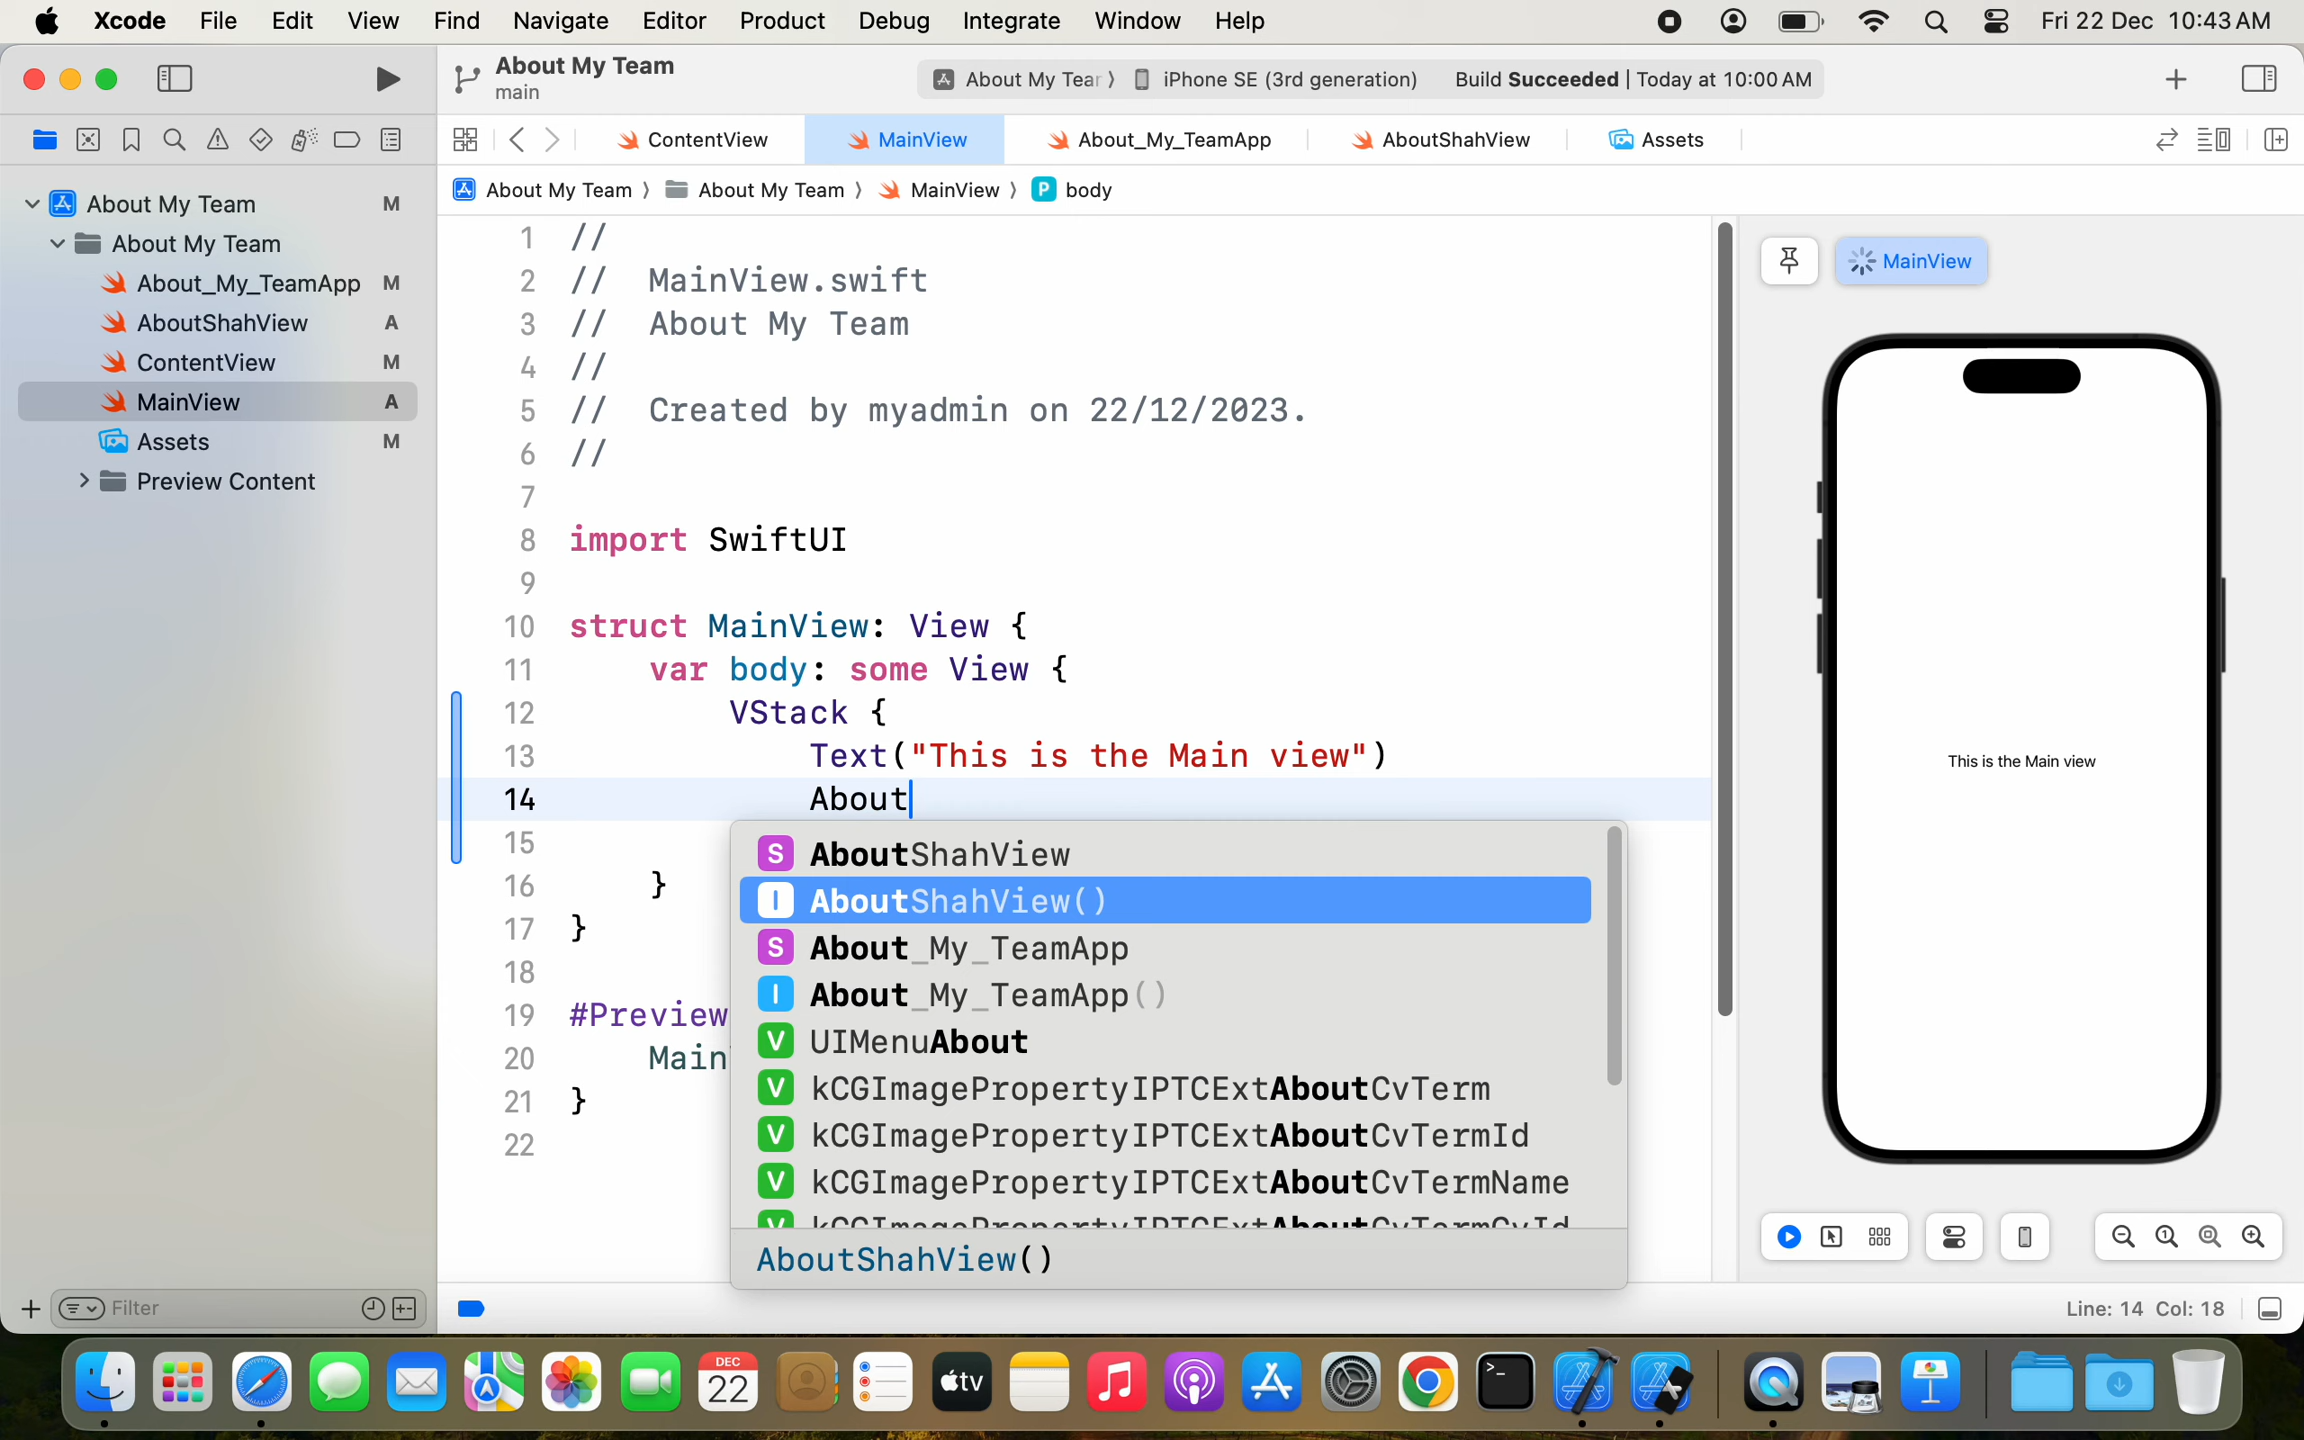 Xcode File Edit View Find Navigate Editor Product Debug Integrate Window Help Fri 22 Dec 10:43 AM
About My Team
main
About My Tear 〉 iPhone SE (3rd generation) Build Succeeded | Today at 10:00 AM
ContentView MainView About_My_TeamApp AboutShahView Assets
About My Team 〉 About My Team 〉 MainView 〉 P body
About My Team M
About My Team
About_My_TeamApp M
AboutShahView A
ContentView M
MainView A
Assets M
Preview Content
Filter
1 //
2 //  MainView.swift
3 //  About My Team
4 //
5 //  Created by myadmin on 22/12/2023.
6 //
7
8 import SwiftUI
9
10 struct MainView: View {
11     var body: some View {
12         VStack {
13             Text("This is the Main view")
14             About
15
16     }
17 }
18
19 #Preview
20     Main
21 }
22
S AboutShahView
I AboutShahView()
S About_My_TeamApp
I About_My_TeamApp()
V UIMenuAbout
V kCGImagePropertyIPTCExtAboutCvTerm
V kCGImagePropertyIPTCExtAboutCvTermId
V kCGImagePropertyIPTCExtAboutCvTermName
V kCGImagePropertyIPTCExtAboutCvTermCvId
AboutShahView()
MainView
This is the Main view
Line: 14 Col: 18
DEC
22
tv